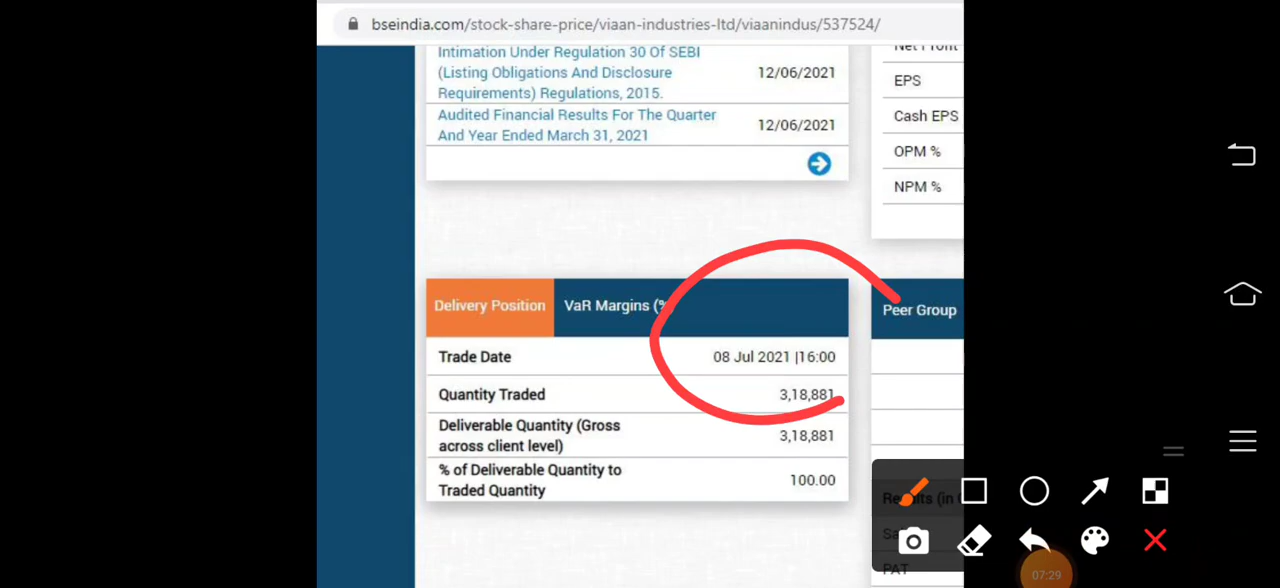 bseindia.com/stock-share-price/viaan-industries-ltd/viaanindus/537524/
Intimation Under Regulation 30 Of SEBI
(Listing Obligations And Disclosure
Requirements) Regulations, 2015.
12/06/2021
Audited Financial Results For The Quarter
And Year Ended March 31, 2021
12/06/2021
Net Profit
EPS
Cash EPS
OPM %
NPM %
Delivery Position
VaR Margins (%
Peer Group
Trade Date
08 Jul 2021 |16:00
Quantity Traded
3,18,881
Deliverable Quantity (Gross
across client level)
3,18,881
% of Deliverable Quantity to
Traded Quantity
100.00
(in
PAT
07:29